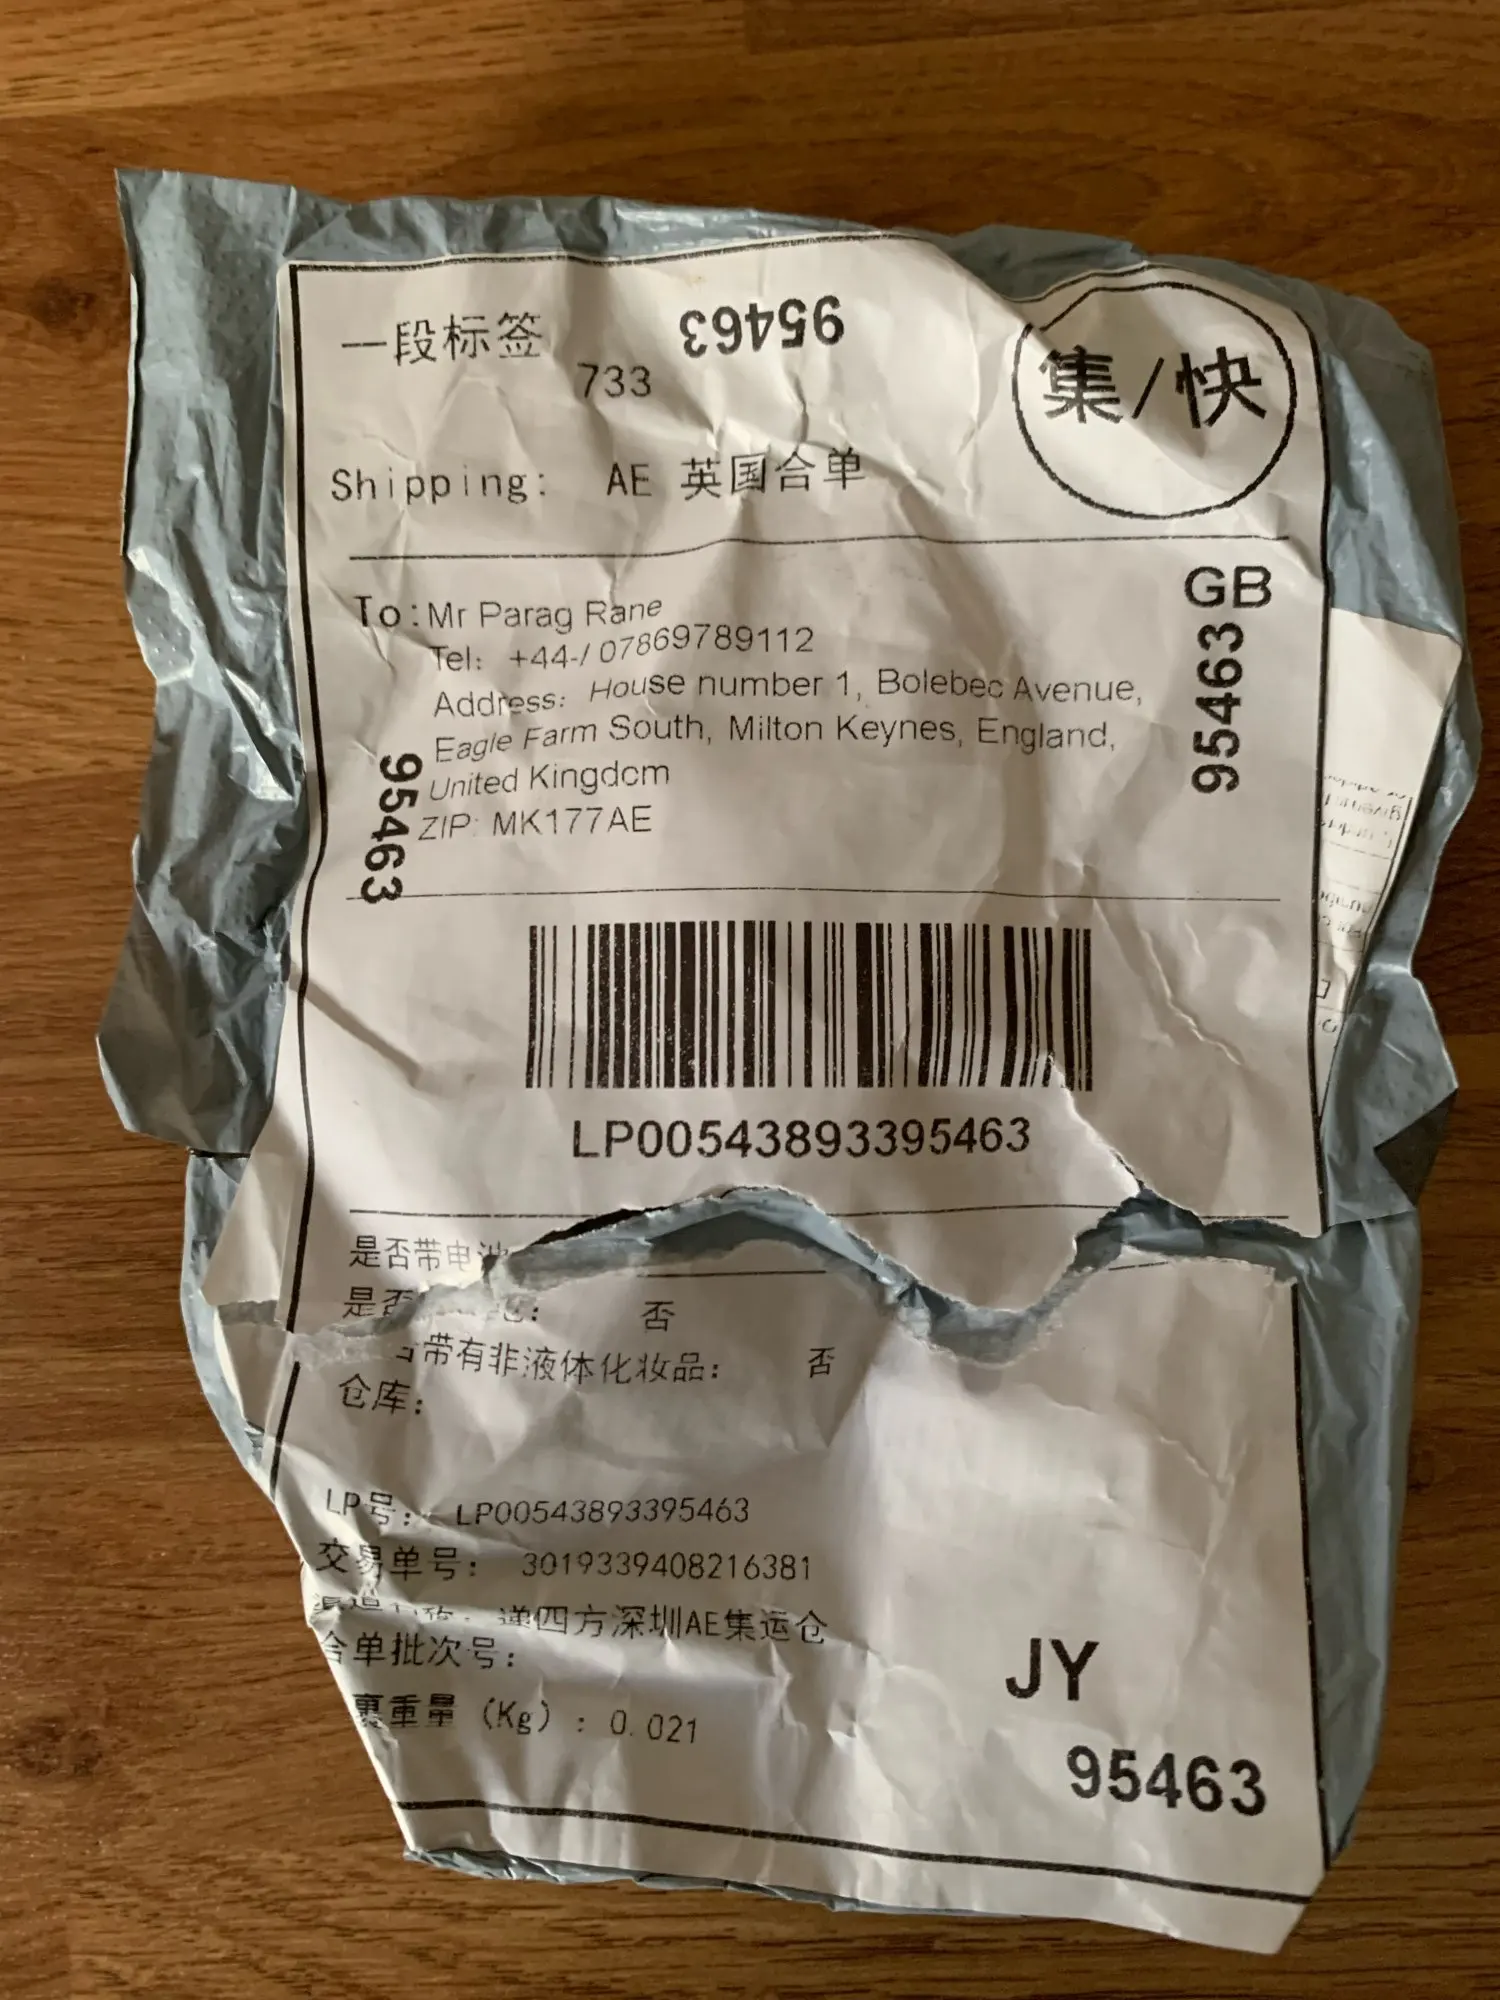 一段标签
95463
733
集/快
Shipping: AE 英国合单
GB
95463
To: Mr Parag Rane
Tel: +44-/ 07869789112
Address: House number 1, Bolebec Avenue,
Eagle Farm South, Milton Keynes, England,
United Kingdom
ZIP: MK177AE
95463
LP00543893395463
是否带电
是否 : 否
带有非液体化妆品: 否
仓库:
LP号: LP00543893395463
交易单号: 3019339408216381
递四方深圳AE集运仓
合单批次号:
裹重量 (Kg) : 0.021
JY
95463